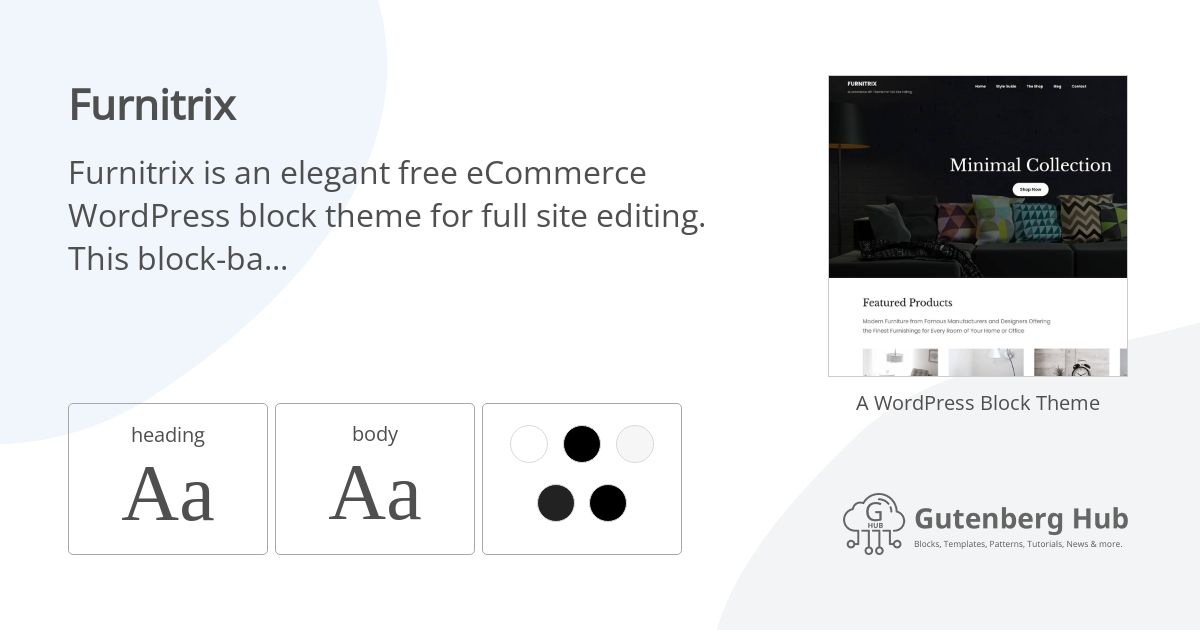 Furnitrix
Furnitrix is an elegant free eCommerce
WordPress block theme for full site editing.
This block-ba...
heading
Aa
body
Aa
FURNITRIX
Home Style Guide The Shop Blog Contact
Minimal Collection
Shop Now
Featured Products
Modern Furniture from Famous Manufacturers and Designers Offering
the Finest Furnishings for Every Room of Your Home or Office
A WordPress Block Theme
G
HUB
Gutenberg Hub
Blocks, Templates, Patterns, Tutorials, News & more.